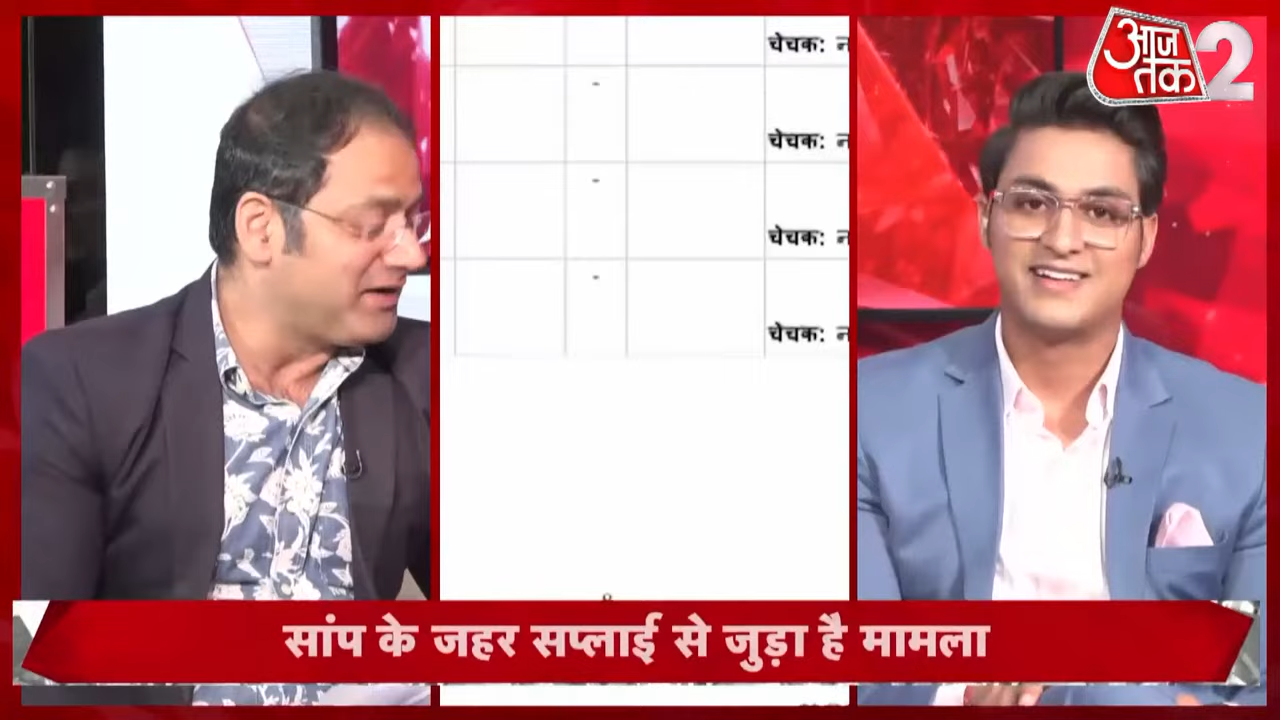 आज
तक 2
चेचक:
चेचक:
चेचक:
चेचक:
सांप के जहर सप्लाई से जुड़ा है मामला